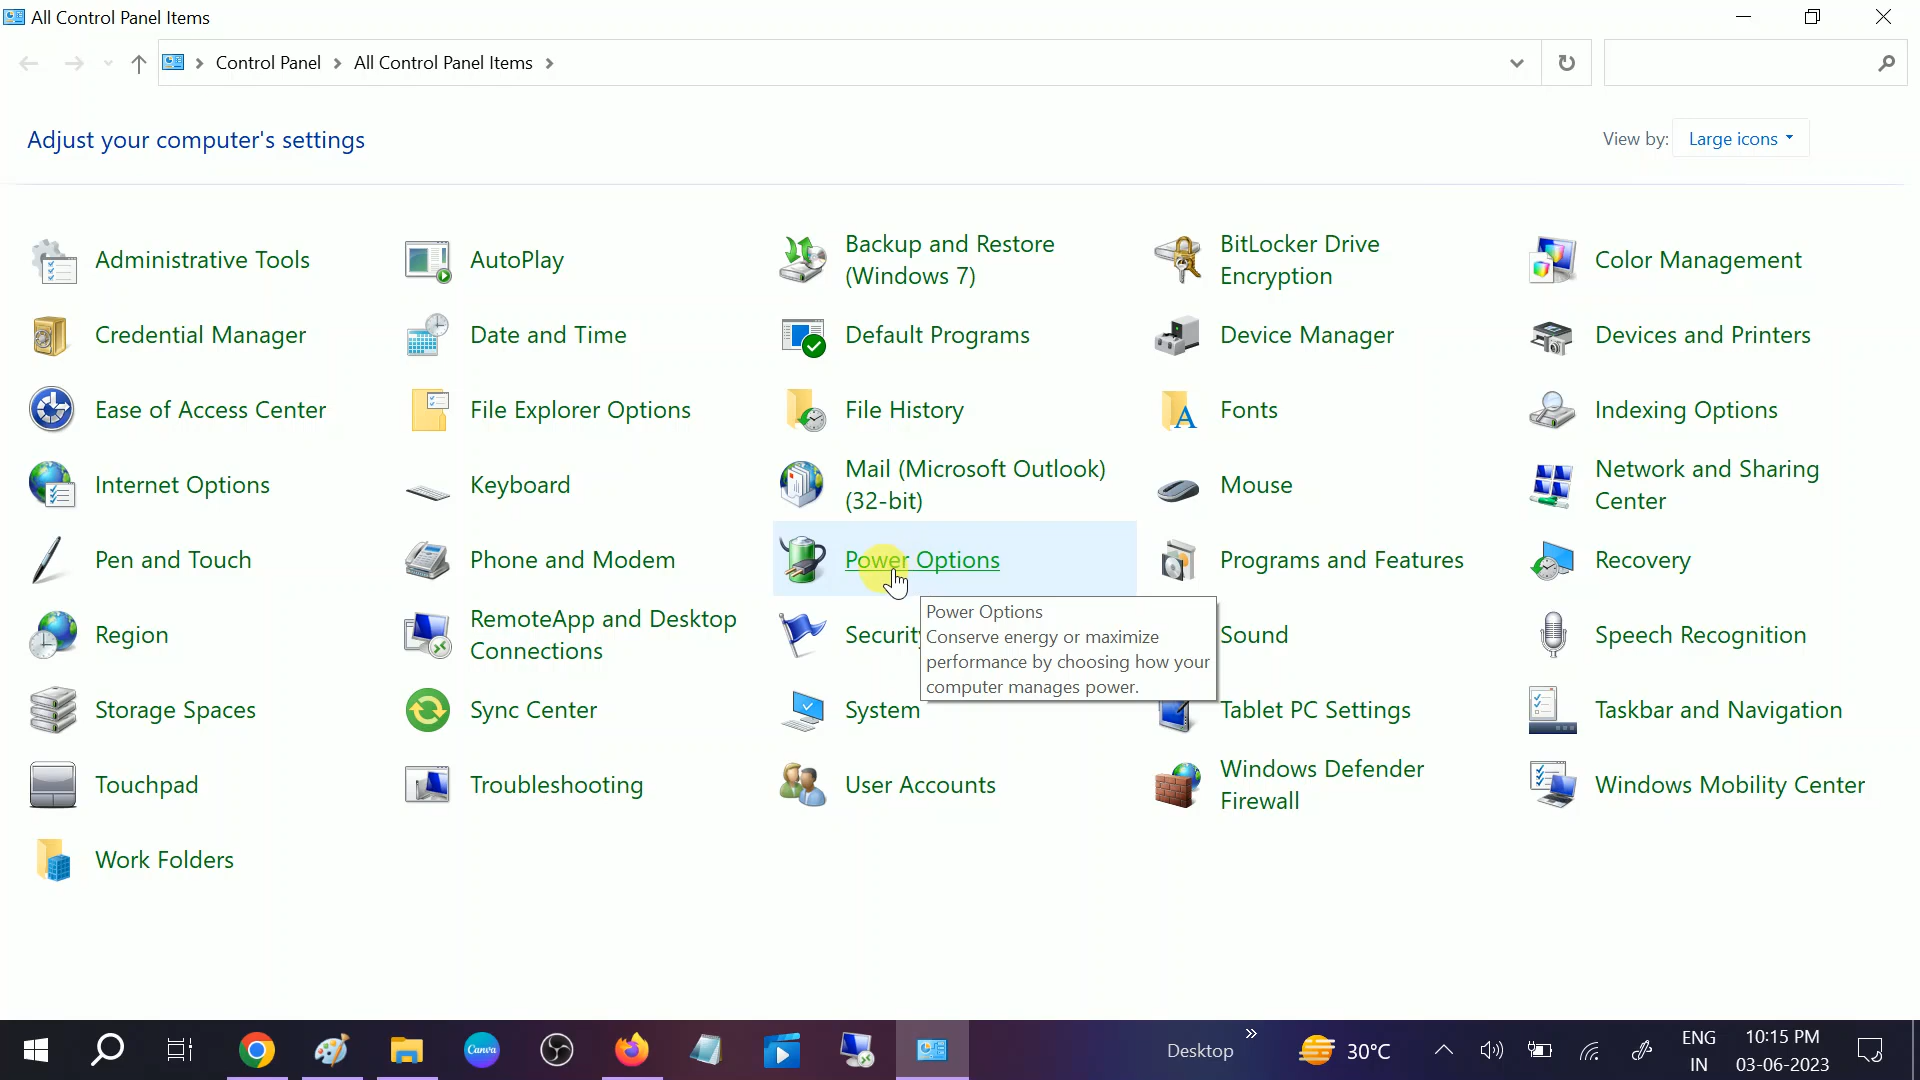 All Control Panel Items
Control Panel
All Control Panel Items
Adjust your computer's settings
View by:
Large icons
Administrative Tools
AutoPlay
Backup and Restore
(Windows 7)
BitLocker Drive
Encryption
Color Management
Credential Manager
Date and Time
Default Programs
Device Manager
Devices and Printers
Ease of Access Center
File Explorer Options
File History
Fonts
Indexing Options
Internet Options
Keyboard
Mail (Microsoft Outlook)
(32-bit)
Mouse
Network and Sharing
Center
Pen and Touch
Phone and Modem
Power Options
Programs and Features
Recovery
Power Options
Conserve energy or maximize
performance by choosing how your
computer manages power.
Region
RemoteApp and Desktop
Connections
Security
Sound
Speech Recognition
Storage Spaces
Sync Center
System
Tablet PC Settings
Taskbar and Navigation
Touchpad
Troubleshooting
User Accounts
Windows Defender
Firewall
Windows Mobility Center
Work Folders
Canva
Desktop
30°C
ENG
IN
10:15 PM
03-06-2023